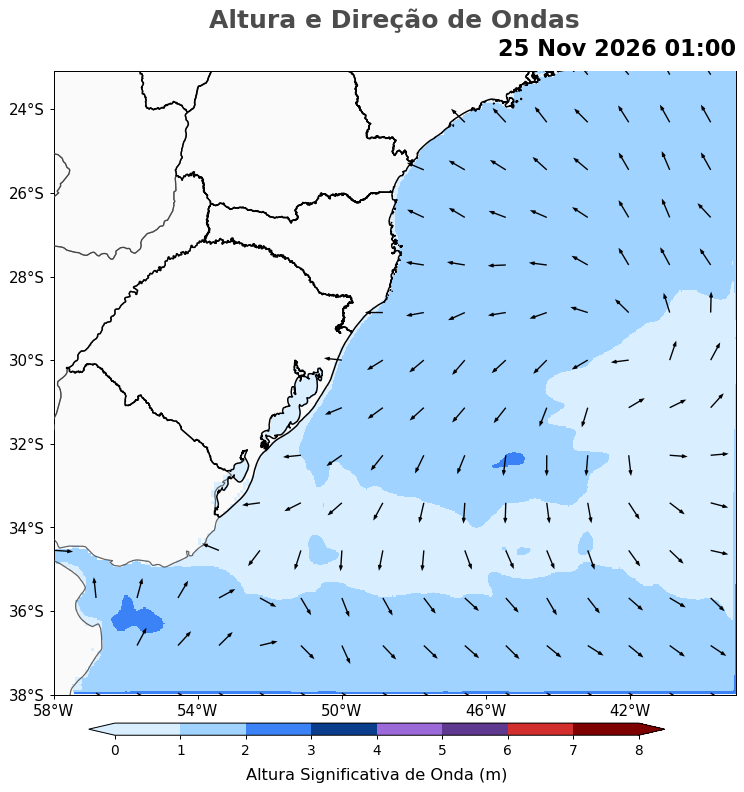 Altura e Direção de Ondas
25 Nov 2026 01:00
24°S
26°S
28°S
30°S
32°S
34°S
36°S
38°S
58°W 54°W 50°W 46°W 42°W
0 1 2 3 4 5 6 7 8
Altura Significativa de Onda (m)